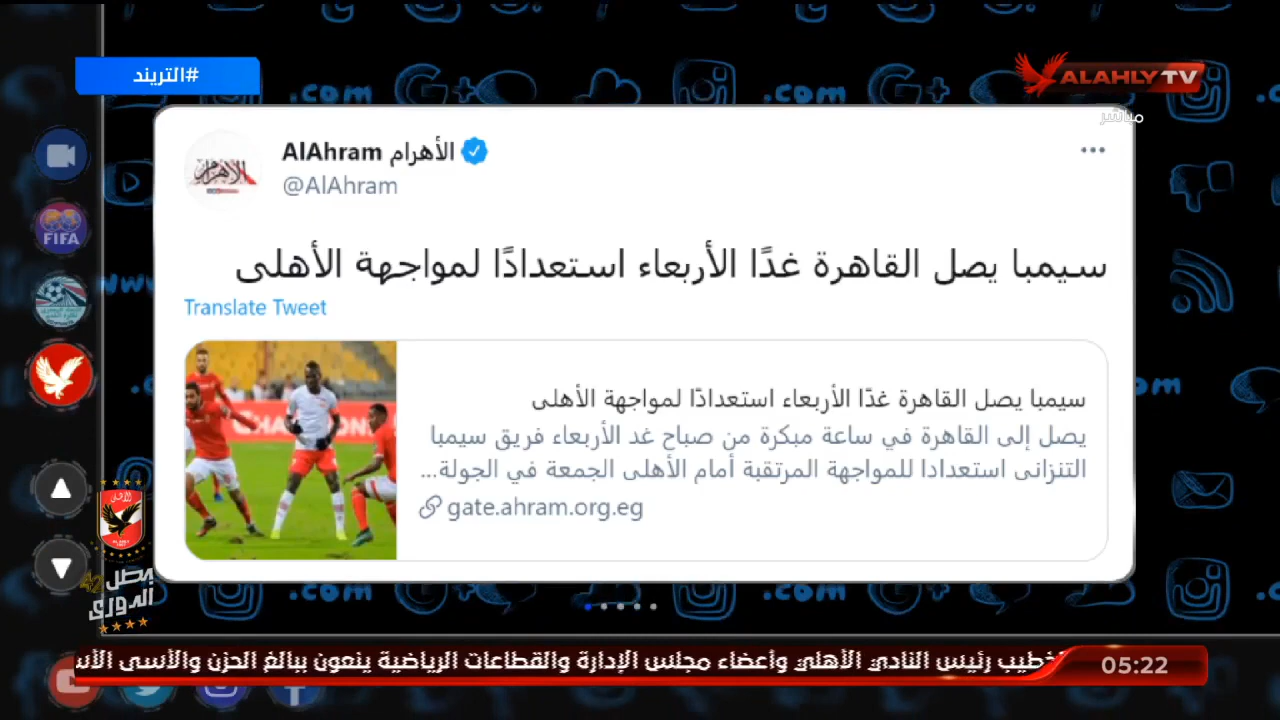 #التريند
ALAHLY TV
مباشر
AlAhram الأهرام
@AlAhram
سيمبا يصل القاهرة غدًا الأربعاء استعدادًا لمواجهة الأهلى
Translate Tweet
سيمبا يصل القاهرة غدًا الأربعاء استعدادًا لمواجهة الأهلى
يصل إلى القاهرة في ساعة مبكرة من صباح غد الأربعاء فريق سيمبا
التنزانى استعدادا للمواجهة المرتقبة أمام الأهلى الجمعة في الجولة...
gate.ahram.org.eg
FIFA
بطل
الدورى
الخطيب رئيس النادي الأهلي وأعضاء مجلس الإدارة والقطاعات الرياضية ينعون ببالغ الحزن والأسى
05:22